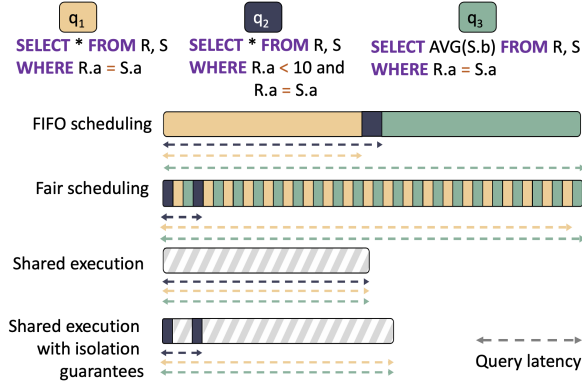 q1
SELECT * FROM R, S
WHERE R.a = S.a
q2
SELECT * FROM R, S
WHERE R.a < 10 and
R.a = S.a
q3
SELECT AVG(S.b) FROM R, S
WHERE R.a = S.a
FIFO scheduling
Fair scheduling
Shared execution
Shared execution
with isolation
guarantees
Query latency